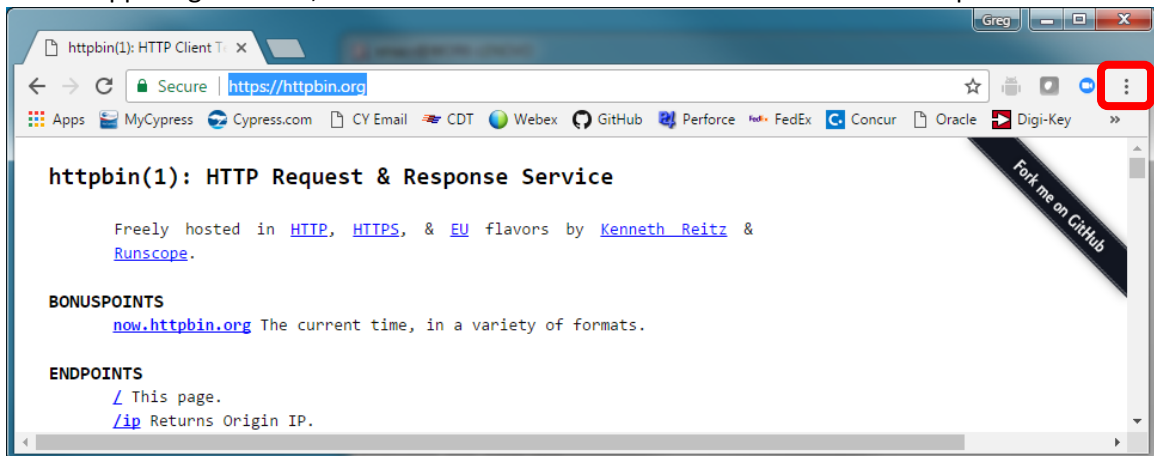 Greg
httpbin(1): HTTP Client T
Secure | https://httpbin.org
Apps MyCypress Cypress.com CY Email CDT Webex GitHub Perforce FedEx Concur Oracle Digi-Key »
Fork me on GitHub
httpbin(1): HTTP Request & Response Service
Freely hosted in HTTP, HTTPS, & EU flavors by Kenneth Reitz &
Runscope.
BONUSPOINTS
now.httpbin.org The current time, in a variety of formats.
ENDPOINTS
/ This page.
/ip Returns Origin IP.